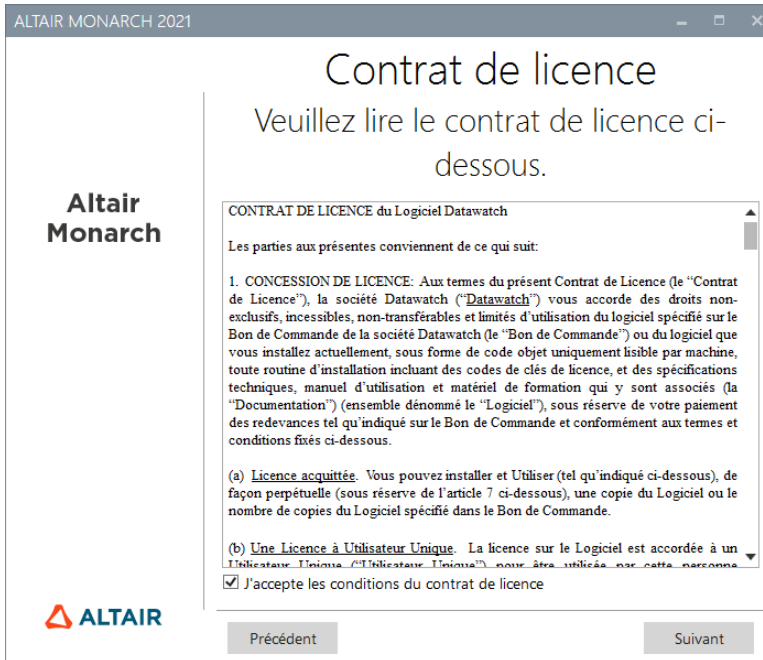 ALTAIR MONARCH 2021
Contrat de licence
Veuillez lire le contrat de licence ci-
dessous.
Altair
Monarch
CONTRAT DE LICENCE du Logiciel Datawatch
Les parties aux présentes conviennent de ce qui suit:
1. CONCESSION DE LICENCE: Aux termes du présent Contrat de Licence (le “Contrat
de Licence”), la société Datawatch (“Datawatch”) vous accorde des droits non-
exclusifs, incessibles, non-transférables et limités d’utilisation du logiciel spécifié sur le
Bon de Commande de la société Datawatch (le “Bon de Commande”) ou du logiciel que
vous installez actuellement, sous forme de code objet uniquement lisible par machine,
toute routine d’installation incluant des codes de clés de licence, et des spécifications
techniques, manuel d’utilisation et matériel de formation qui y sont associés (la
“Documentation”) (ensemble dénommé le “Logiciel”), sous réserve de votre paiement
des redevances tel qu’indiqué sur le Bon de Commande et conformément aux termes et
conditions fixés ci-dessous.
(a) Licence acquittée. Vous pouvez installer et Utiliser (tel qu’indiqué ci-dessous), de
façon perpétuelle (sous réserve de l’article 7 ci-dessous), une copie du Logiciel ou le
nombre de copies du Logiciel spécifié dans le Bon de Commande.
(b) Une Licence à Utilisateur Unique. La licence sur le Logiciel est accordée à un
Utilisateur Unique (“Utilisateur Unique”) pour être utilisée par cette personne
J'accepte les conditions du contrat de licence
ALTAIR
Précédent
Suivant